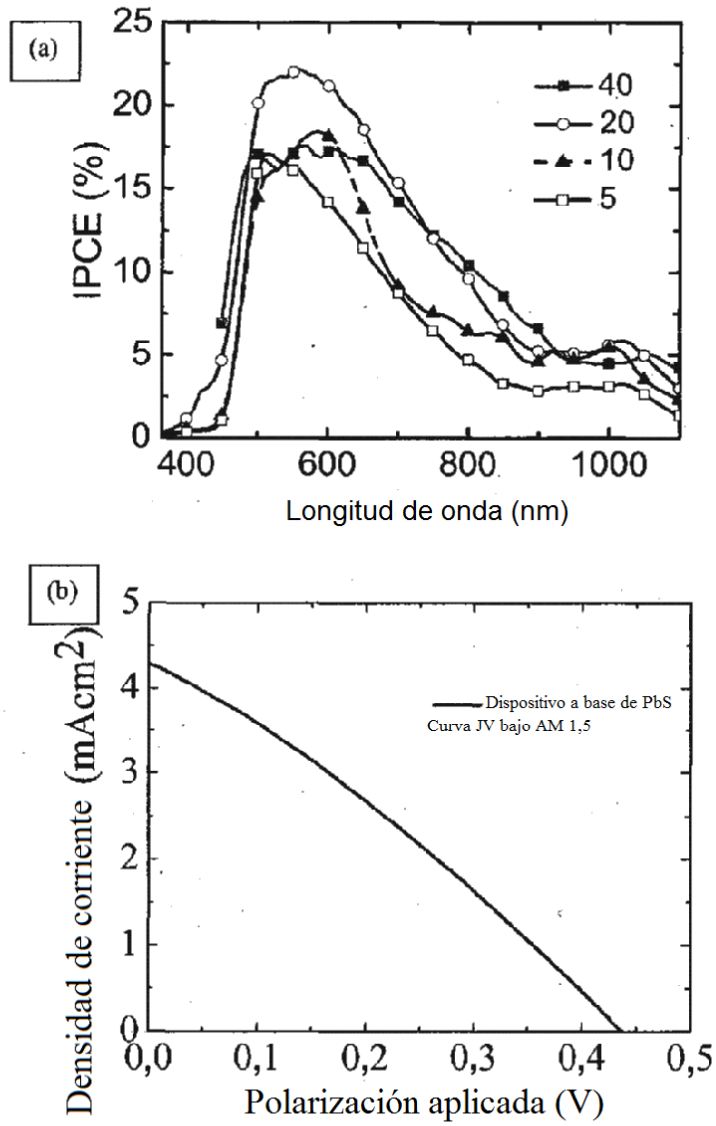 (a)
25
20
15
10
5
0
IPCE (%)
40
20
10
5
400 600 800 1000
Longitud de onda (nm)
(b)
5
4
3
2
1
0
Densidad de corriente (mAcm²)
Dispositivo a base de PbS
Curva JV bajo AM 1,5
0,0 0,1 0,2 0,3 0,4 0,5
Polarización aplicada (V)